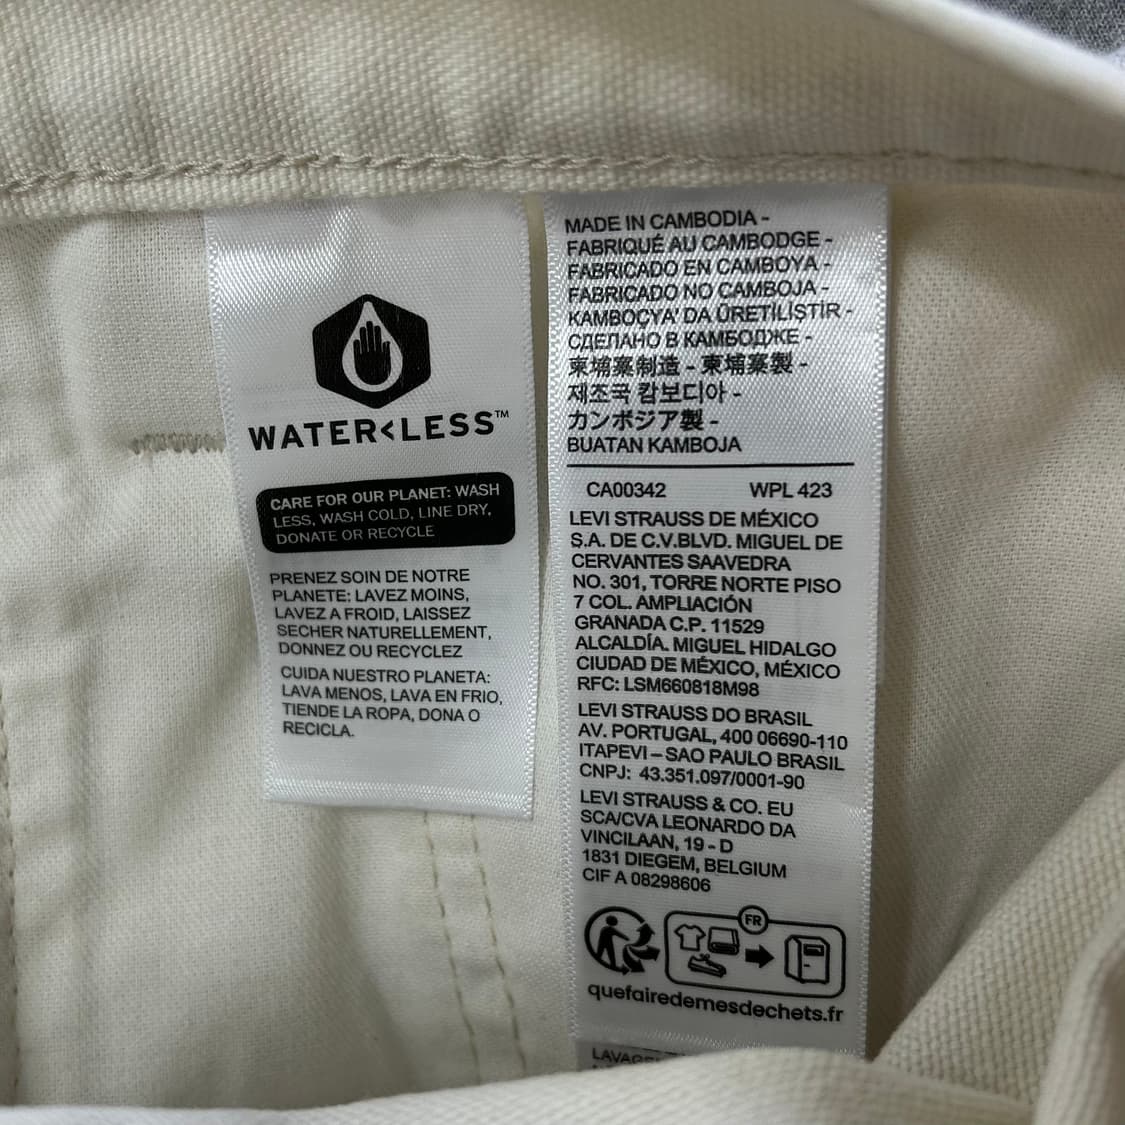 WATER<LESS™
CARE FOR OUR PLANET: WASH
LESS, WASH COLD, LINE DRY,
DONATE OR RECYCLE
PRENEZ SOIN DE NOTRE
PLANETE: LAVEZ MOINS,
LAVEZ A FROID, LAISSEZ
SECHER NATURELLEMENT,
DONNEZ OU RECYCLEZ
CUIDA NUESTRO PLANETA:
LAVA MENOS, LAVA EN FRIO,
TIENDE LA ROPA, DONA O
RECICLA.
MADE IN CAMBODIA -
FABRIQUÉ AU CAMBODGE -
FABRICADO EN CAMBOYA -
FABRICADO NO CAMBOJA -
KAMBOÇYA' DA ÜRETİLİSTİR -
СДЕЛАНО В КАМБОДЖЕ -
柬埔寨制造 - 柬埔寨製 -
제조국 캄보디아 -
カンボジア製 -
BUATAN KAMBOJA
CA00342 WPL 423
LEVI STRAUSS DE MÉXICO
S.A. DE C.V.BLVD. MIGUEL DE
CERVANTES SAAVEDRA
NO. 301, TORRE NORTE PISO
7 COL. AMPLIACIÓN
GRANADA C.P. 11529
ALCALDÍA. MIGUEL HIDALGO
CIUDAD DE MÉXICO, MÉXICO
RFC: LSM660818M98
LEVI STRAUSS DO BRASIL
AV. PORTUGAL, 400 06690-110
ITAPEVI – SAO PAULO BRASIL
CNPJ: 43.351.097/0001-90
LEVI STRAUSS & CO. EU
SCA/CVA LEONARDO DA
VINCILAAN, 19 - D
1831 DIEGEM, BELGIUM
CIF A 08298606
FR
quefairedemesdechets.fr